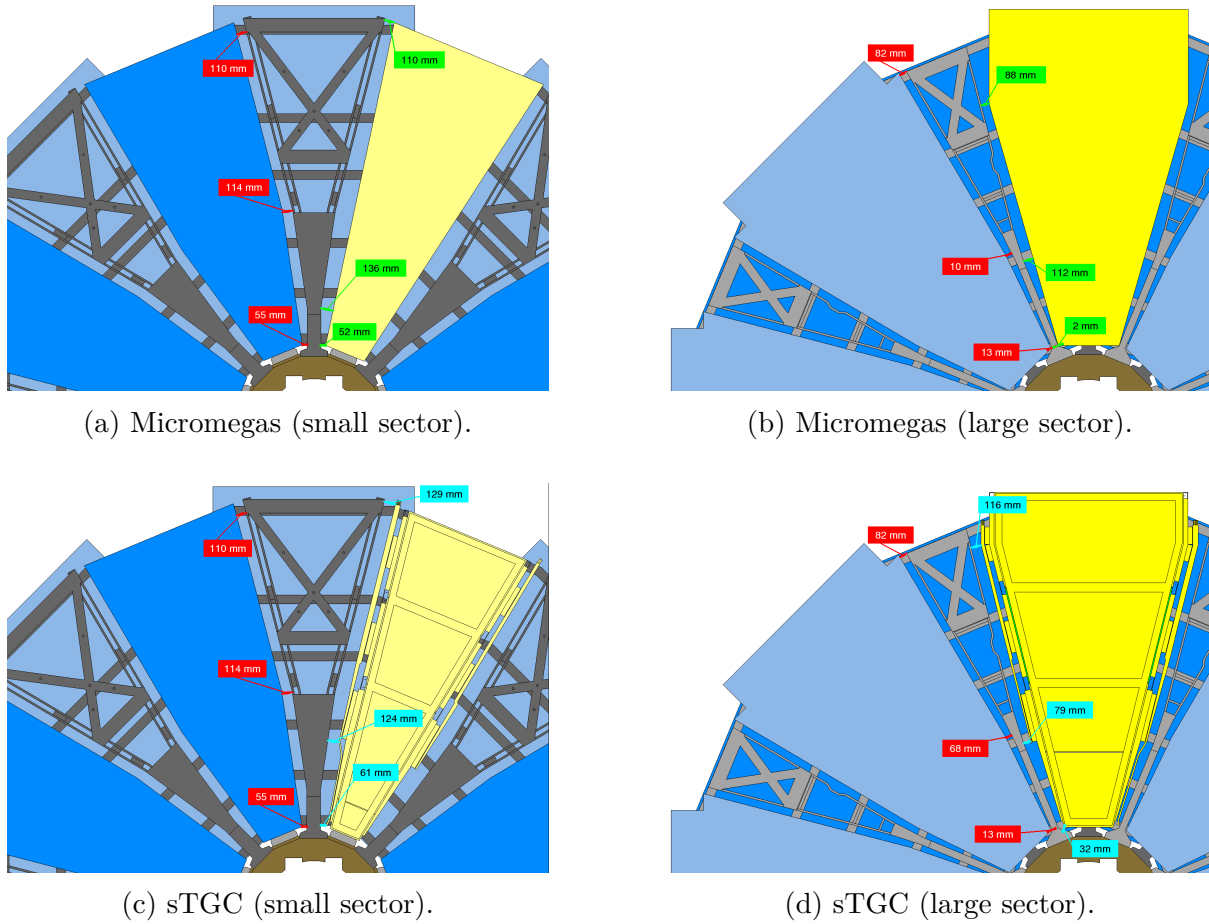 110 mm
110 mm
114 mm
136 mm
55 mm
52 mm
(a) Micromegas (small sector).
82 mm
88 mm
10 mm
112 mm
2 mm
13 mm
(b) Micromegas (large sector).
129 mm
110 mm
114 mm
124 mm
61 mm
55 mm
(c) sTGC (small sector).
116 mm
82 mm
79 mm
68 mm
13 mm
32 mm
(d) sTGC (large sector).